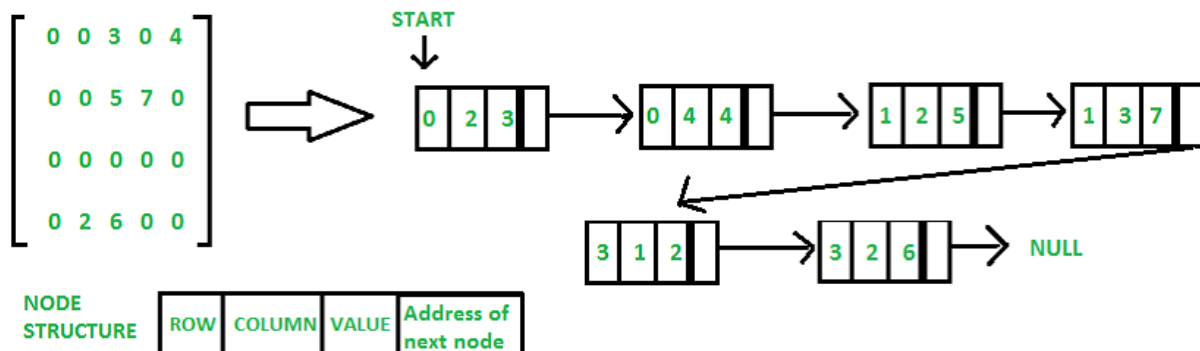 START
0 0 3 0 4
0 0 5 7 0
0 0 0 0 0
0 2 6 0 0
0 2 3
0 4 4
1 2 5
1 3 7
3 1 2
3 2 6
NULL
NODE
STRUCTURE
ROW
COLUMN
VALUE
Address of
next node